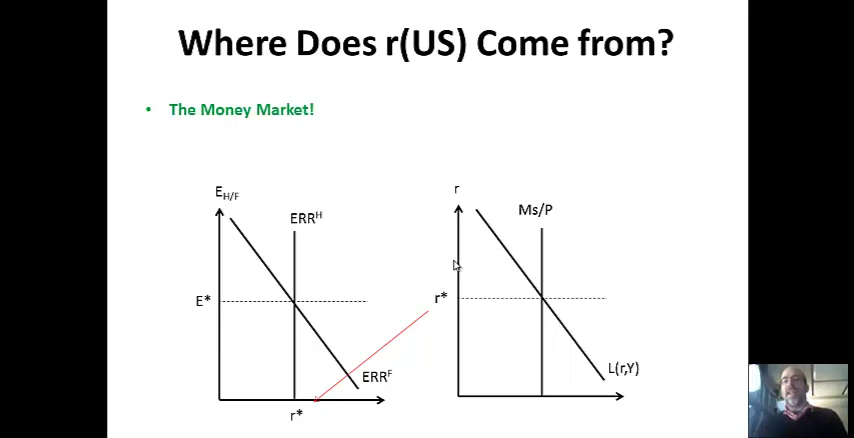 Where Does r(US) Come from?
• The Money Market!
E_H/F
ERR^H
E*
ERR^F
r*
r
Ms/P
r*
L(r,Y)